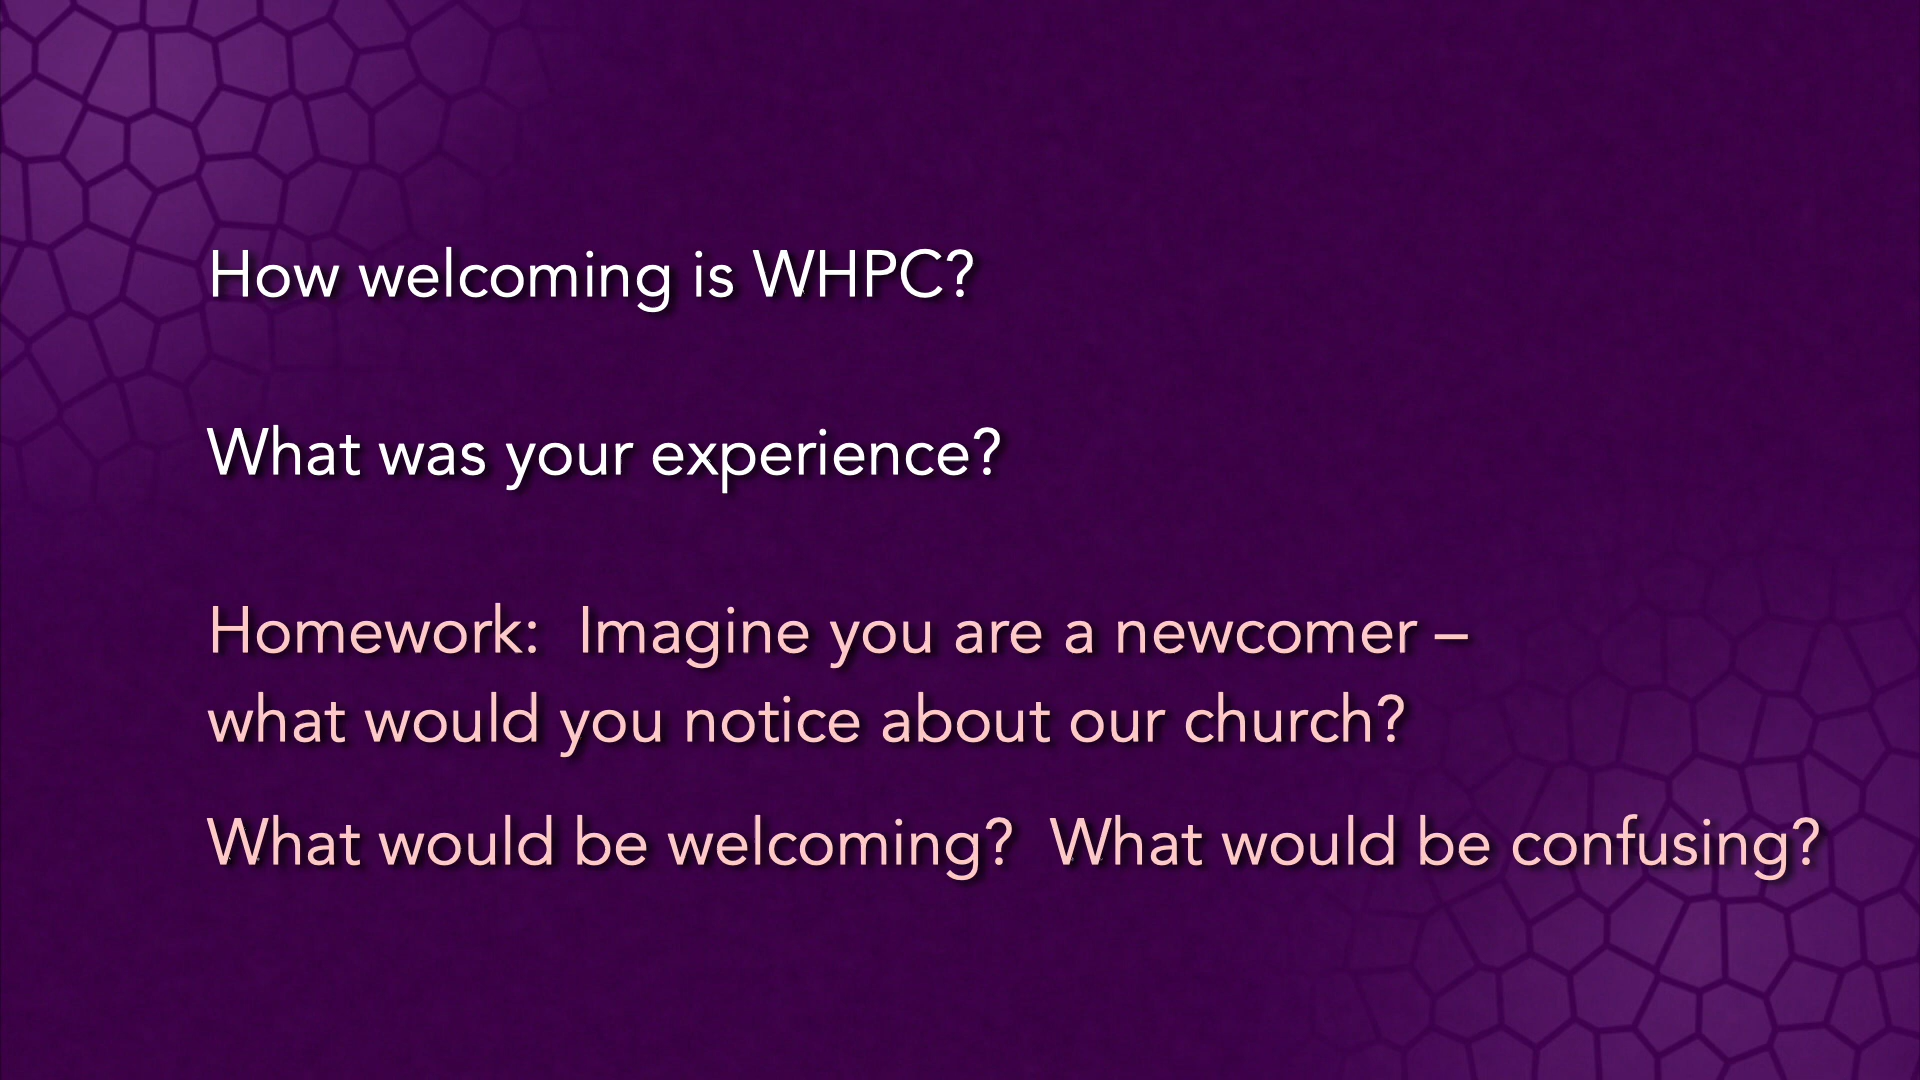 How welcoming is WHPC?
What was your experience?
Homework:  Imagine you are a newcomer –
what would you notice about our church?
What would be welcoming?  What would be confusing?